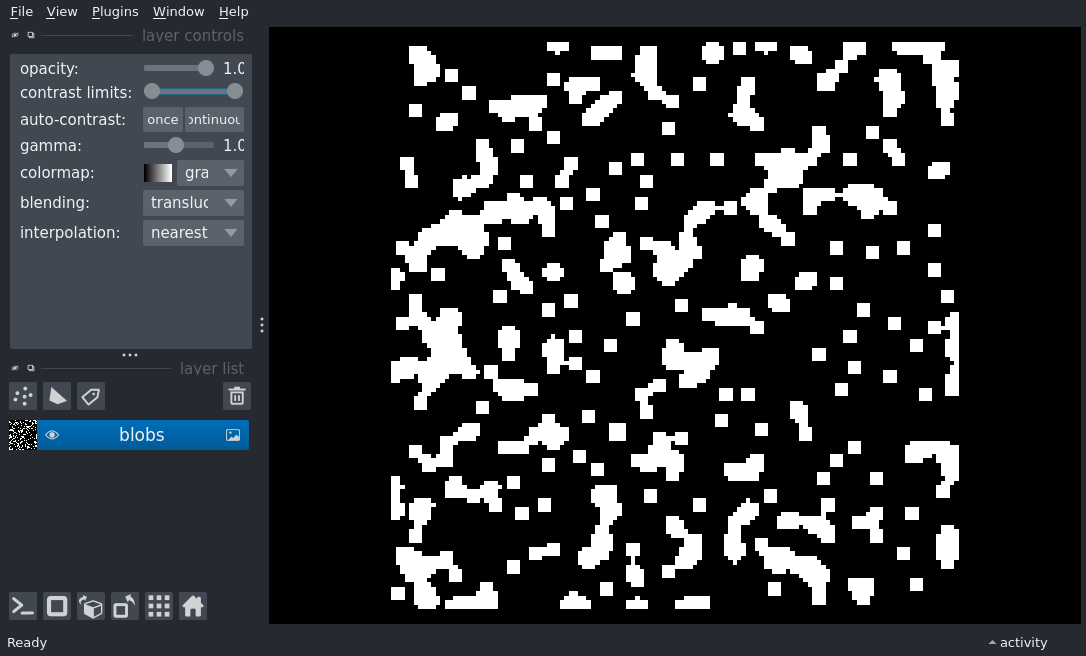 File View Plugins Window Help
layer controls
opacity: 1.0
contrast limits:
auto-contrast: once ontinuou
gamma: 1.0
colormap: gra
blending: transluc
interpolation: nearest
layer list
blobs
Ready
activity